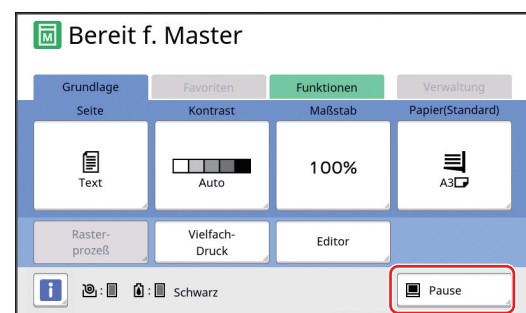 M Bereit f. Master
Grundlage Favoriten Funktionen Verwaltung
Seite Kontrast Maßstab Papier(Standard)
Text Auto 100% A3
Raster-
prozeß
Vielfach-
Druck
Editor
i : : Schwarz Pause